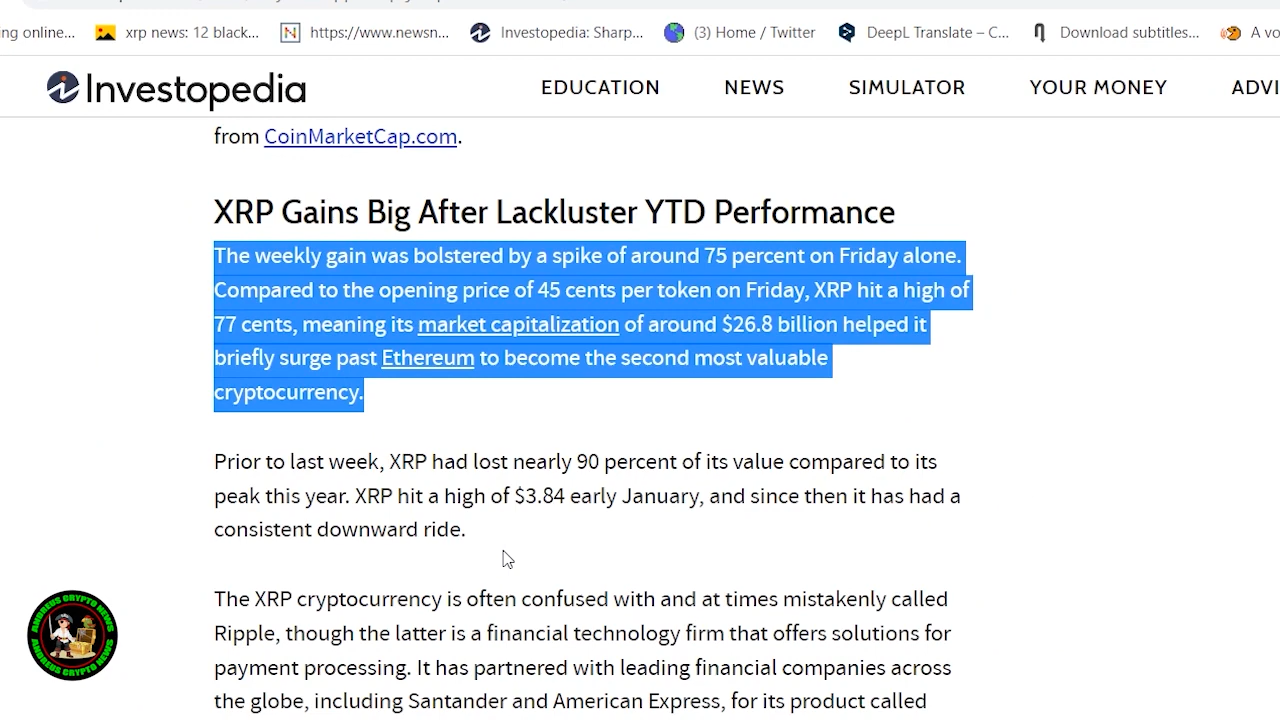 ng online...
xrp news: 12 black...
https://www.newsn...
Investopedia: Sharp...
(3) Home / Twitter
DeepL Translate – C...
Download subtitles...
A vo
Investopedia
EDUCATION
NEWS
SIMULATOR
YOUR MONEY
ADVI
from CoinMarketCap.com.
XRP Gains Big After Lackluster YTD Performance
The weekly gain was bolstered by a spike of around 75 percent on Friday alone.
Compared to the opening price of 45 cents per token on Friday, XRP hit a high of
77 cents, meaning its market capitalization of around $26.8 billion helped it
briefly surge past Ethereum to become the second most valuable
cryptocurrency.
Prior to last week, XRP had lost nearly 90 percent of its value compared to its
peak this year. XRP hit a high of $3.84 early January, and since then it has had a
consistent downward ride.
The XRP cryptocurrency is often confused with and at times mistakenly called
Ripple, though the latter is a financial technology firm that offers solutions for
payment processing. It has partnered with leading financial companies across
the globe, including Santander and American Express, for its product called
ANDREUS CRYPTO NEWS
ANDREUS CRYPTO NEWS